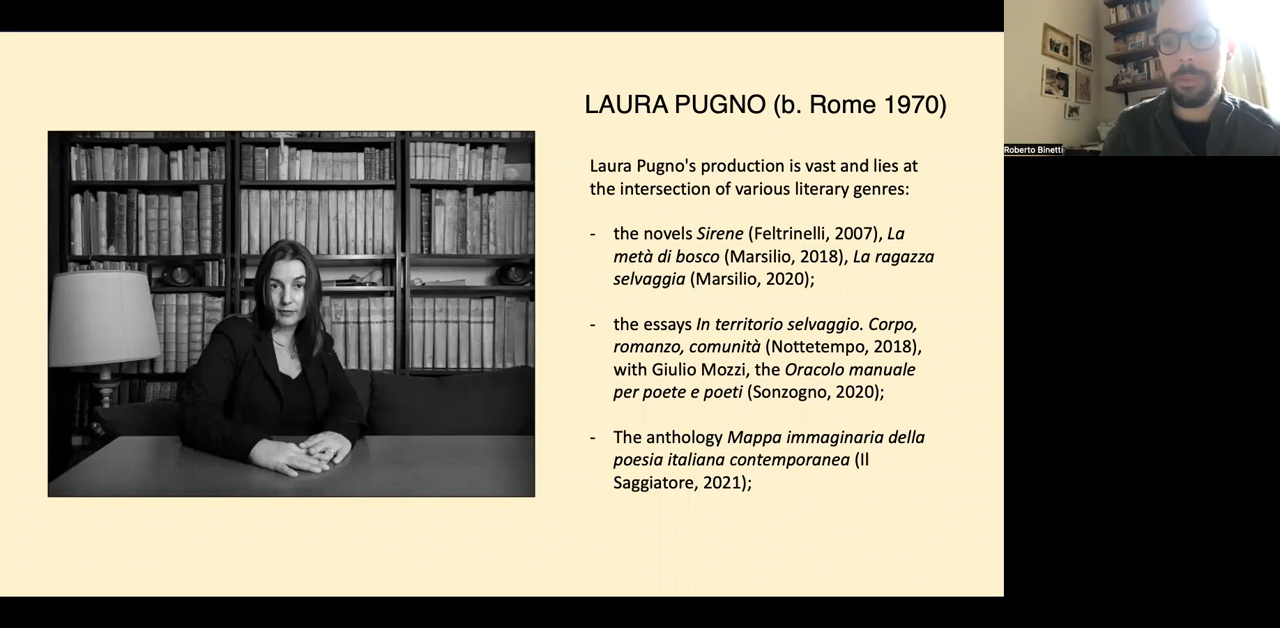 LAURA PUGNO (b. Rome 1970)
Laura Pugno's production is vast and lies at
the intersection of various literary genres:
- the novels Sirene (Feltrinelli, 2007), La
metà di bosco (Marsilio, 2018), La ragazza
selvaggia (Marsilio, 2020);
- the essays In territorio selvaggio. Corpo,
romanzo, comunità (Nottetempo, 2018),
with Giulio Mozzi, the Oracolo manuale
per poete e poeti (Sonzogno, 2020);
- The anthology Mappa immaginaria della
poesia italiana contemporanea (Il
Saggiatore, 2021);
Roberto Binetti